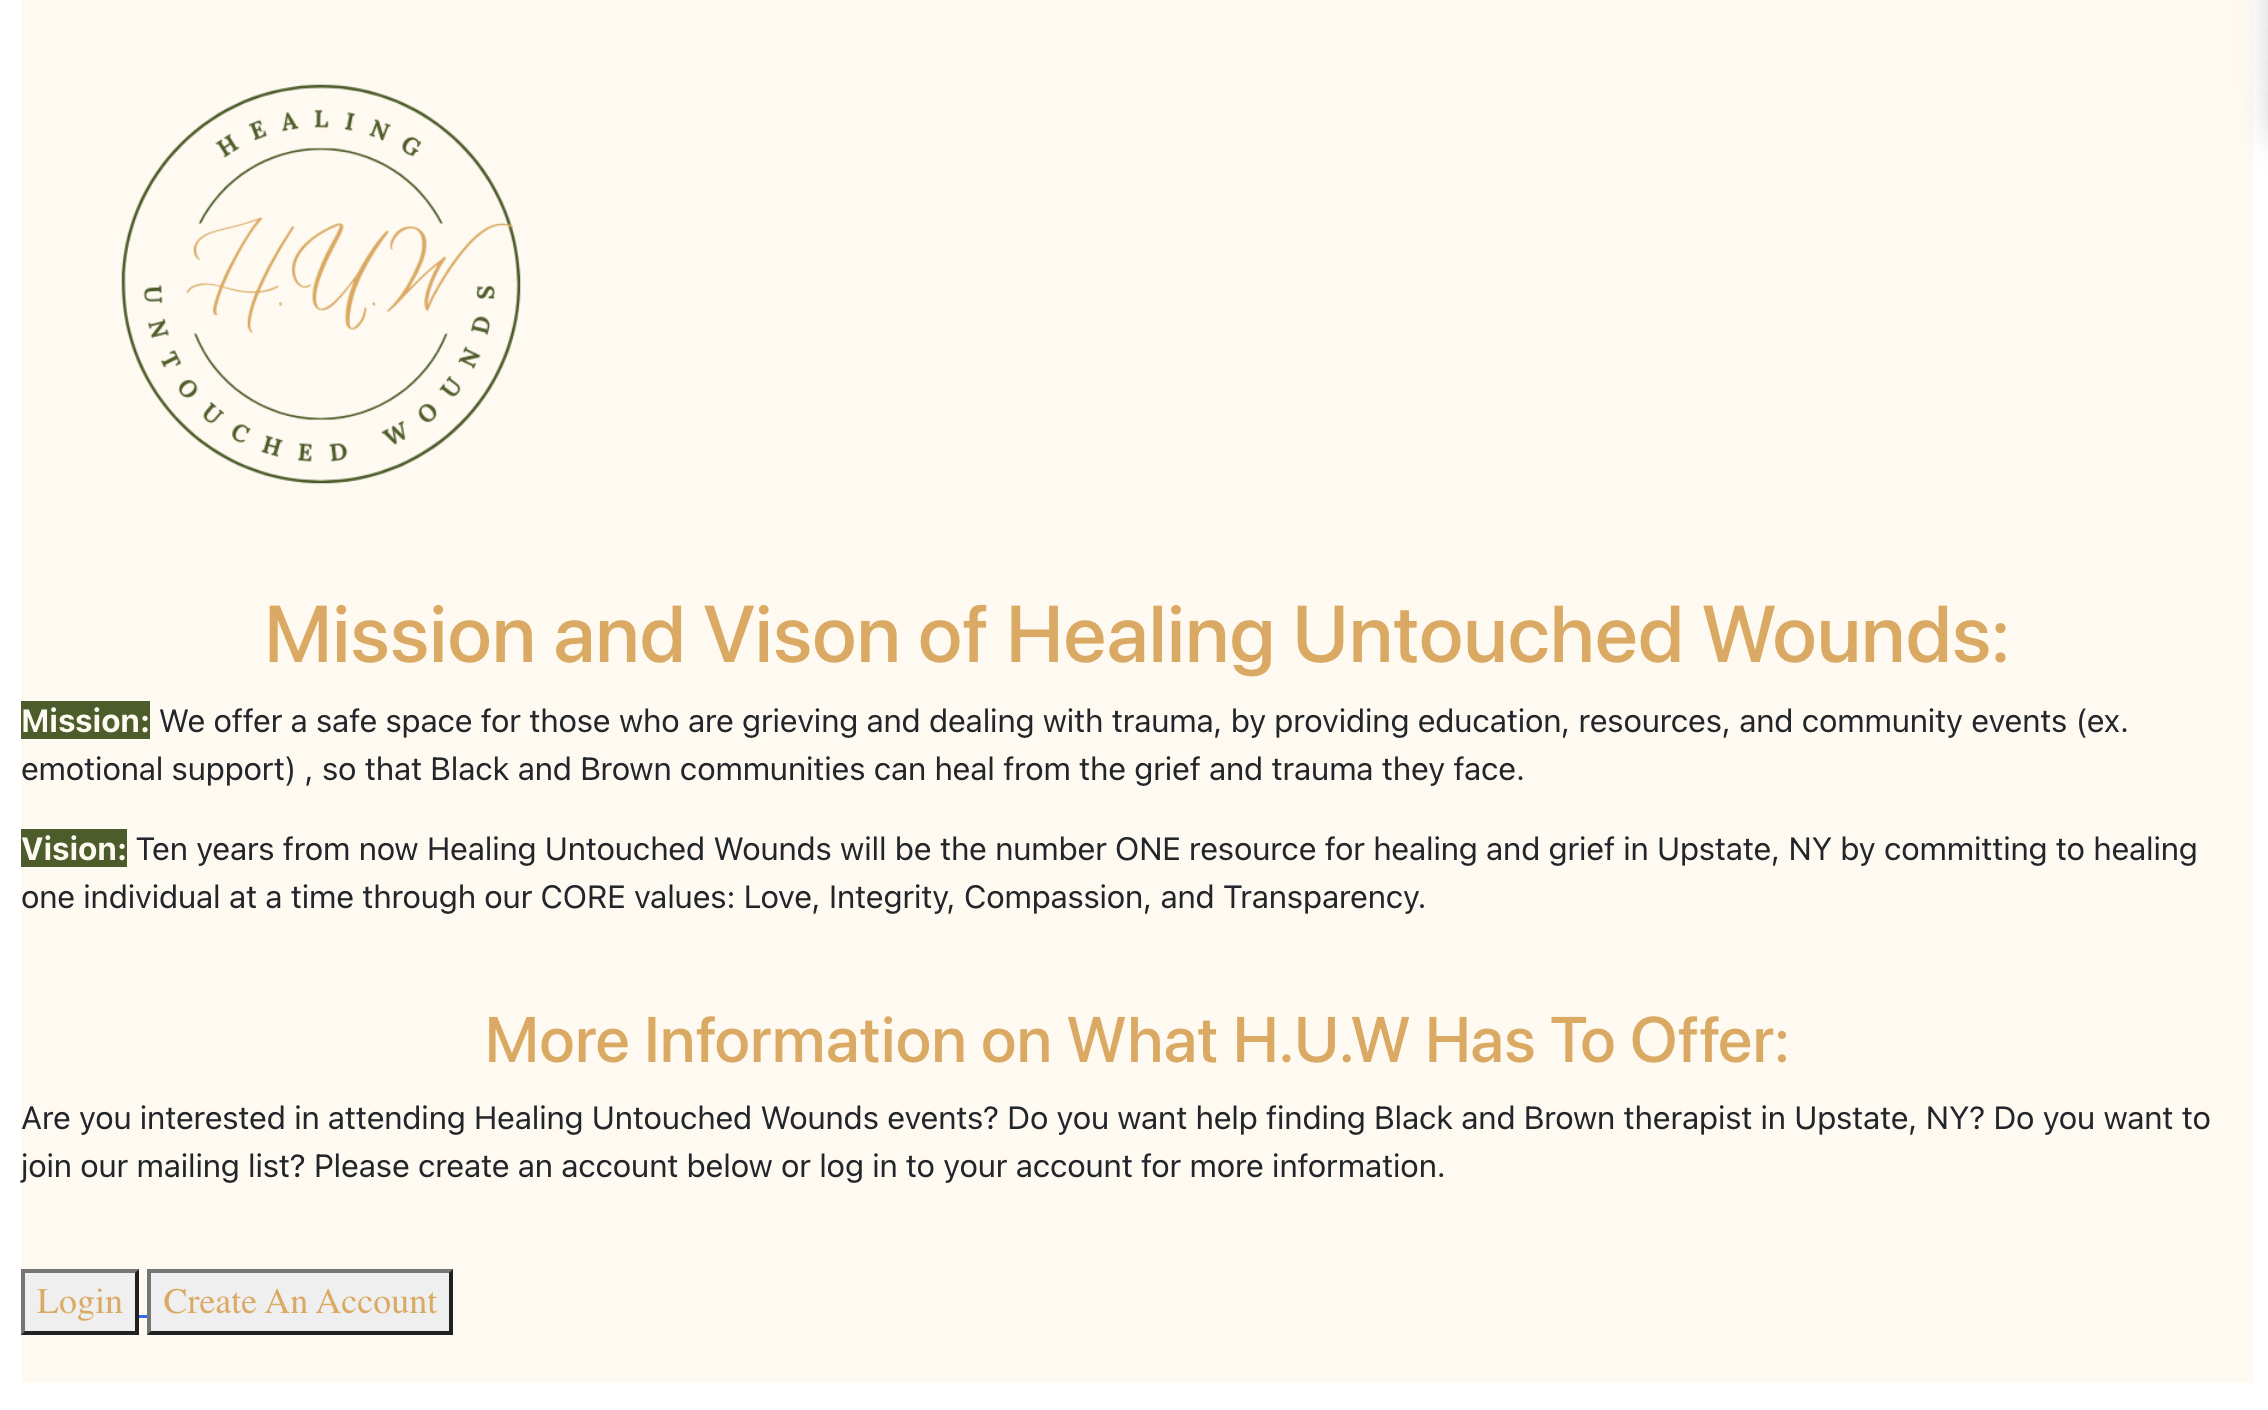 HEALING
H.U.W
UNTOUCHED WOUNDS
Mission and Vison of Healing Untouched Wounds:
Mission: We offer a safe space for those who are grieving and dealing with trauma, by providing education, resources, and community events (ex.
emotional support) , so that Black and Brown communities can heal from the grief and trauma they face.
Vision: Ten years from now Healing Untouched Wounds will be the number ONE resource for healing and grief in Upstate, NY by committing to healing
one individual at a time through our CORE values: Love, Integrity, Compassion, and Transparency.
More Information on What H.U.W Has To Offer:
Are you interested in attending Healing Untouched Wounds events? Do you want help finding Black and Brown therapist in Upstate, NY? Do you want to
join our mailing list? Please create an account below or log in to your account for more information.
Login Create An Account